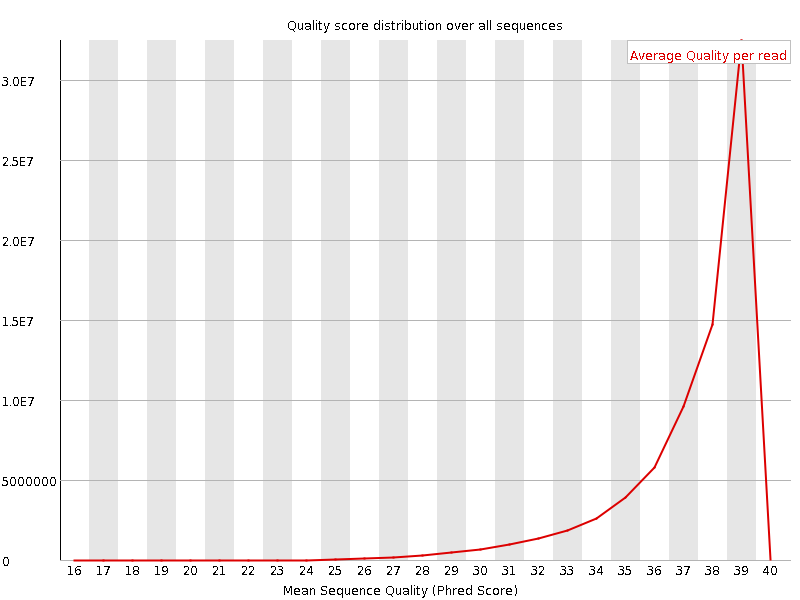 Quality score distribution over all sequences
Average Quality per read
3.0E7
2.5E7
2.0E7
1.5E7
1.0E7
5000000
0
16 17 18 19 20 21 22 23 24 25 26 27 28 29 30 31 32 33 34 35 36 37 38 39 40
Mean Sequence Quality (Phred Score)